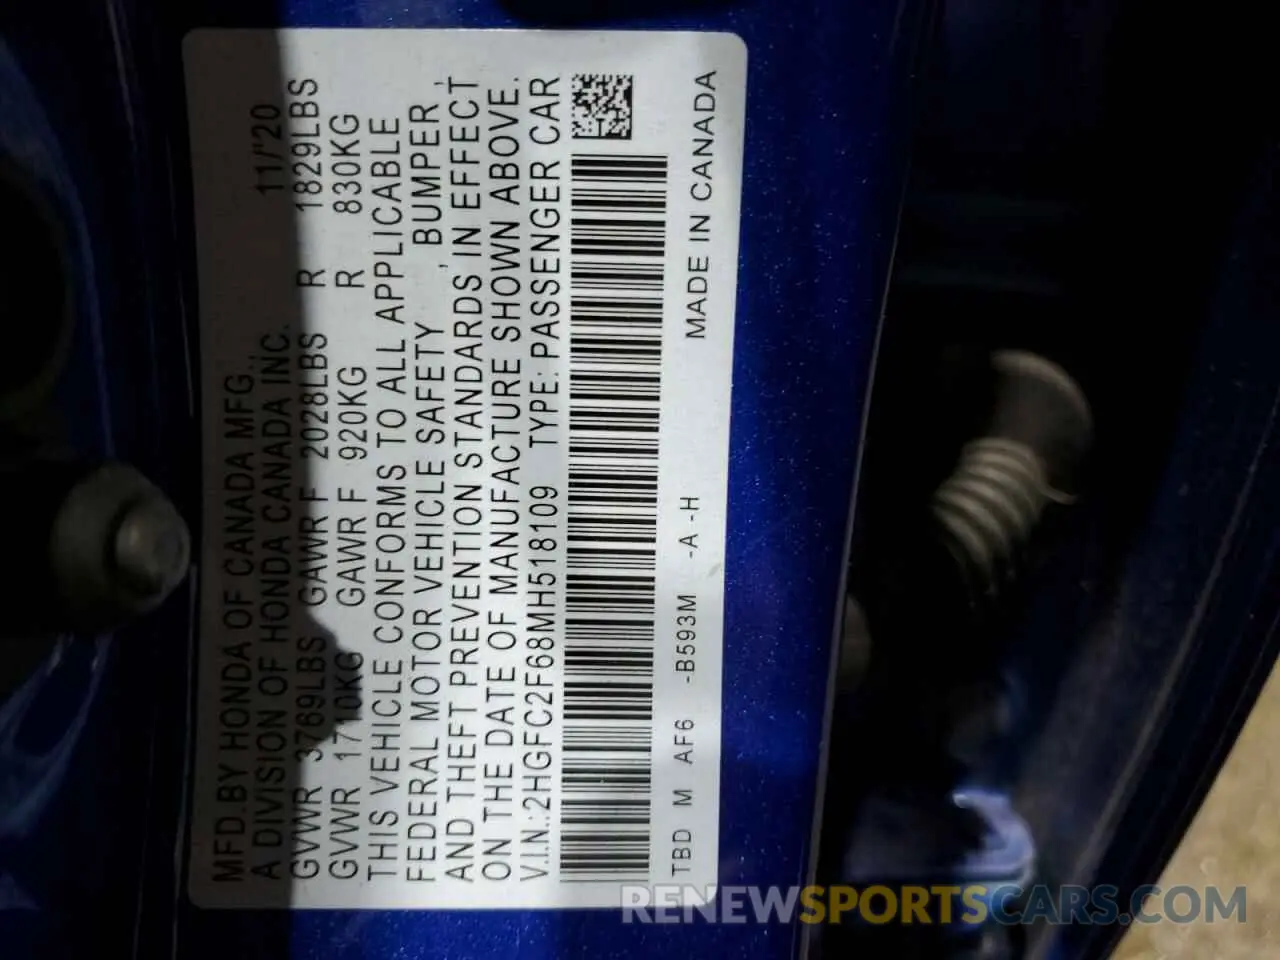 MFD.BY HONDA OF CANADA MFG., 11/'20
A DIVISION OF HONDA CANADA INC.
GVWR 3769LBS GAWR F 2028LBS R 1829LBS
GVWR 1710KG GAWR F 920KG R 830KG
THIS VEHICLE CONFORMS TO ALL APPLICABLE
FEDERAL MOTOR VEHICLE SAFETY , BUMPER ,
AND THEFT PREVENTION STANDARDS IN EFFECT
ON THE DATE OF MANUFACTURE SHOWN ABOVE.
V.I.N.:2HGFC2F68MH518109 TYPE: PASSENGER CAR
TBD M AF6 -B593M -A -H MADE IN CANADA
RENEWSPORTSCARS.COM